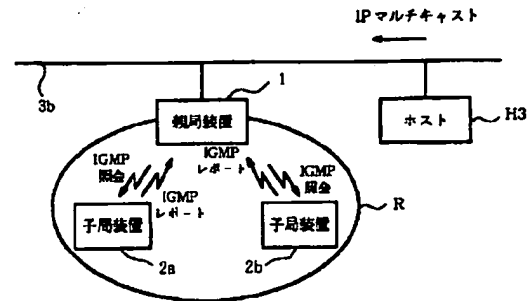 IPマルチキャスト
3b
1
親局装置
ホスト
H3
IGMP
照会
IGMP
レポート
IGMP
レポート
IGMP
照会
子局装置
子局装置
R
2a
2b